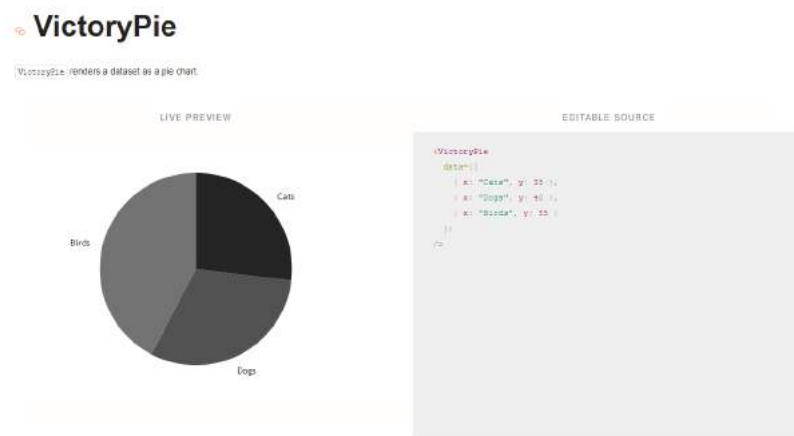 VictoryPie
VictoryPie renders a dataset as a pie chart.
LIVE PREVIEW
Cats
Birds
Dogs
EDITABLE SOURCE
<VictoryPie
data={[
{ x: "Cats", y: 35 },
{ x: "Dogs", y: 40 },
{ x: "Birds", y: 55 }
]}
/>